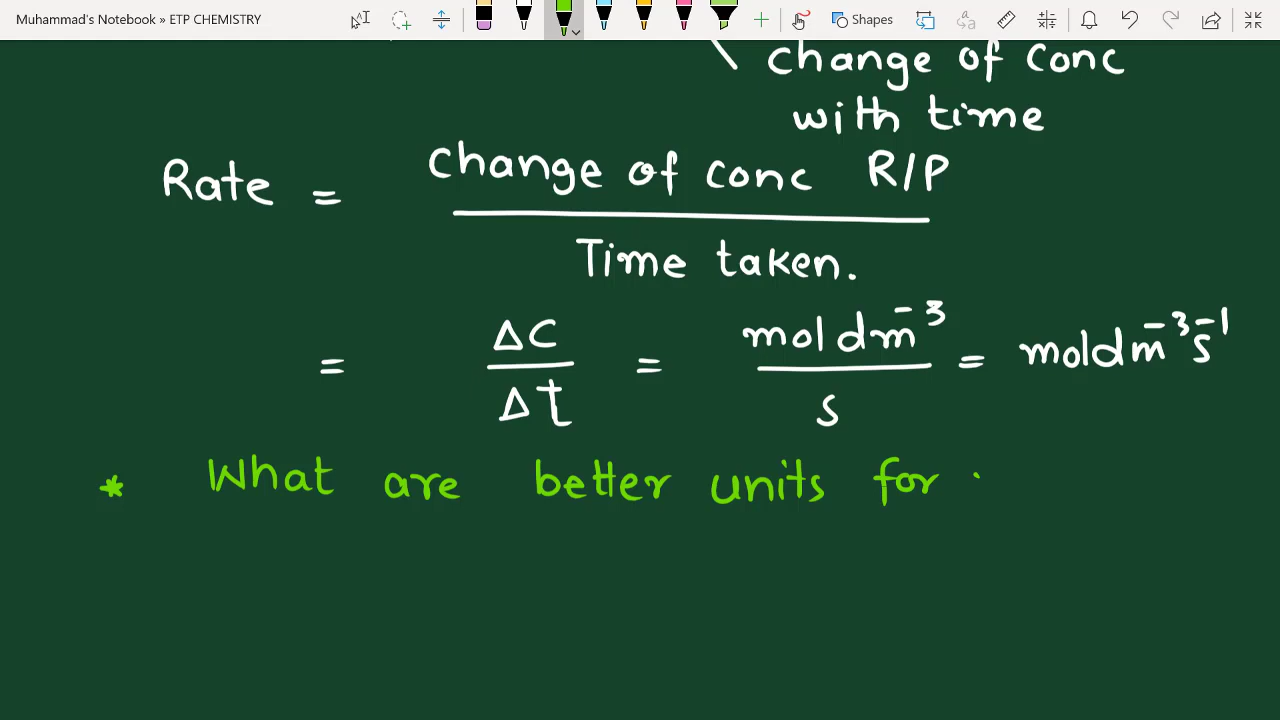 Muhammad's Notebook » ETP CHEMISTRY
Shapes
change of conc
with time
Rate = change of conc R/P
Time taken.
= ΔC / Δt = mol dm⁻³ / s = mol dm⁻³ s⁻¹
* What are better units for